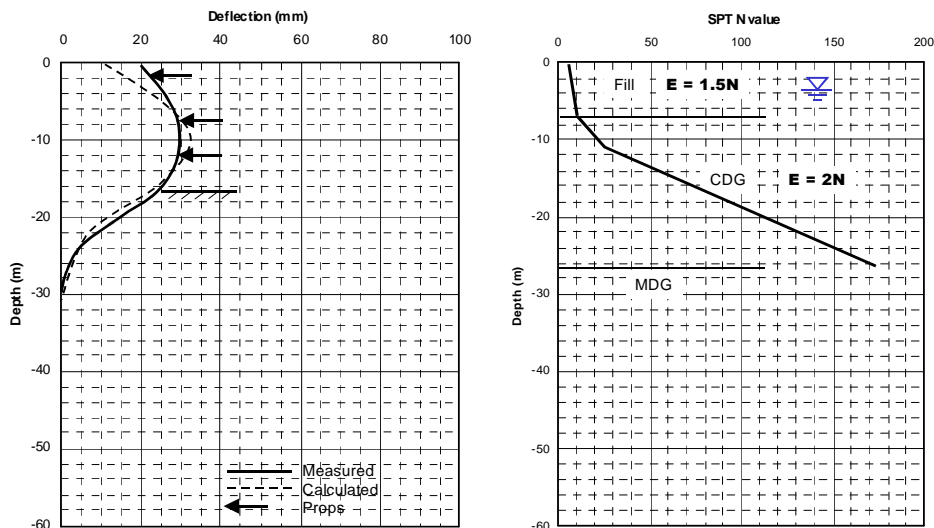 Deflection (mm)
0 20 40 60 80 100
0
-10
-20
-30
-40
-50
-60
Depth (m)
Measured
Calculated
Props
SPT N value
0 50 100 150 200
0
-10
-20
-30
-40
-50
-60
Depth (m)
Fill E = 1.5N
CDG E = 2N
MDG